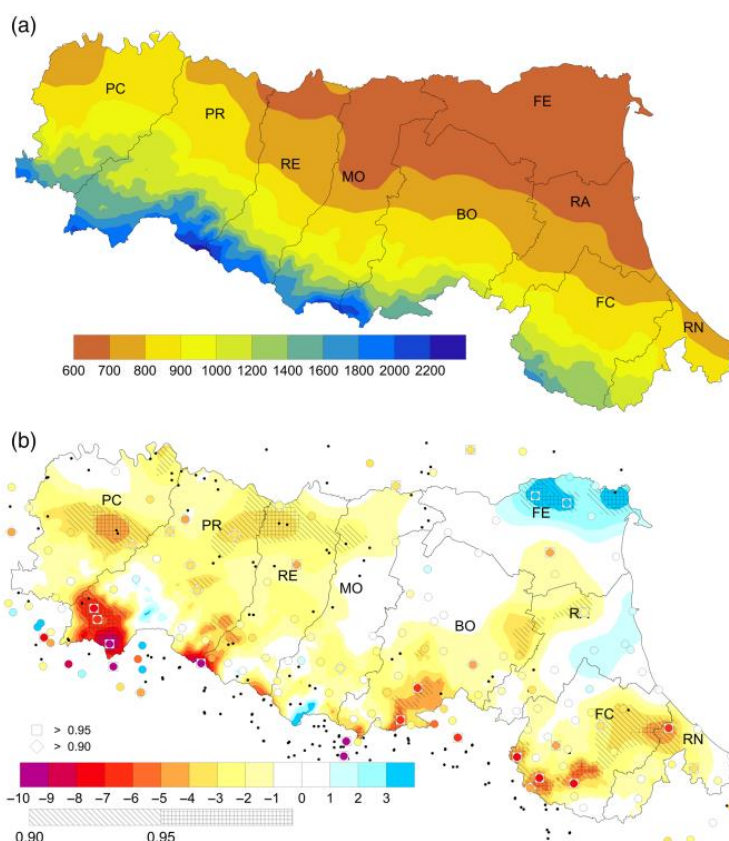 (a)
PC
PR
RE
MO
FE
BO
RA
FC
RN
600 700 800 900 1000 1200 1400 1600 1800 2000 2200
(b)
PC
PR
RE
MO
FE
BO
R
FC
RN
> 0.95
> 0.90
−10 −9 −8 −7 −6 −5 −4 −3 −2 −1 0 1 2 3
0.90 0.95